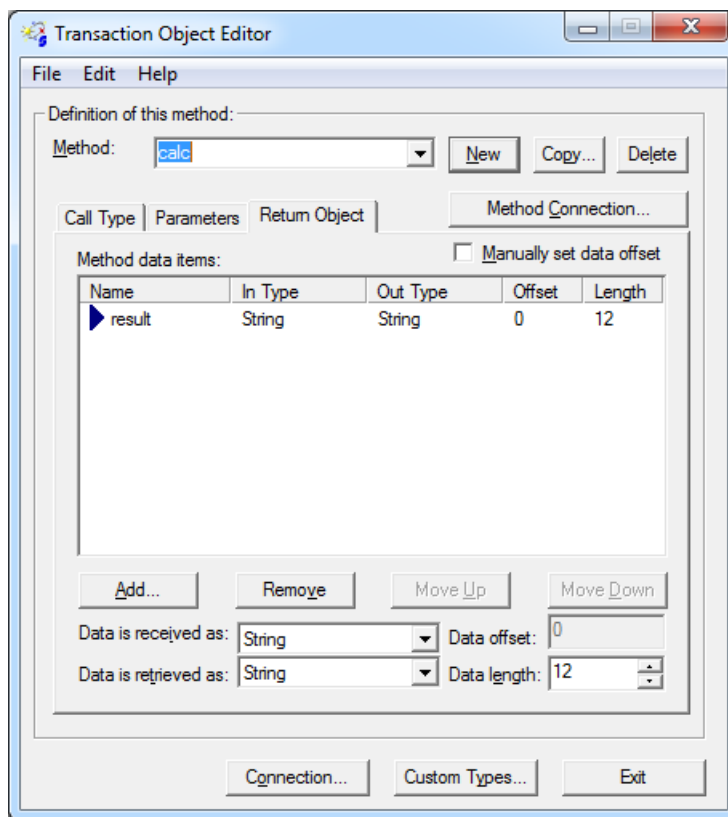 Transaction Object Editor
File Edit Help
Definition of this method:
Method: calc New Copy... Delete
Method Connection...
Call Type Parameters Return Object
Method data items: Manually set data offset
Name In Type Out Type Offset Length
result String String 0 12
Add... Remove Move Up Move Down
Data is received as: String Data offset: 0
Data is retrieved as: String Data length: 12
Connection... Custom Types... Exit